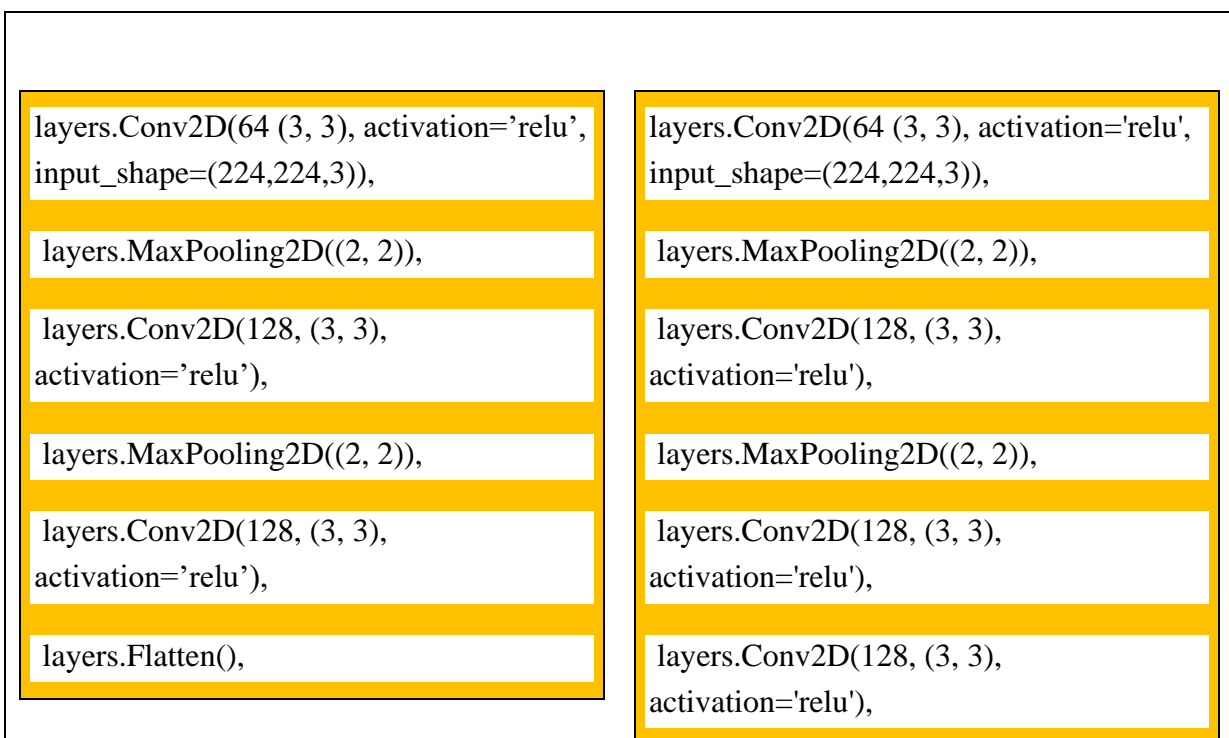 layers.Conv2D(64 (3, 3), activation=’relu’,
input_shape=(224,224,3)),
layers.MaxPooling2D((2, 2)),
layers.Conv2D(128, (3, 3),
activation=’relu’),
layers.MaxPooling2D((2, 2)),
layers.Conv2D(128, (3, 3),
activation=’relu’),
layers.Flatten(),
layers.Conv2D(64 (3, 3), activation='relu',
input_shape=(224,224,3)),
layers.MaxPooling2D((2, 2)),
layers.Conv2D(128, (3, 3),
activation='relu'),
layers.MaxPooling2D((2, 2)),
layers.Conv2D(128, (3, 3),
activation='relu'),
layers.Conv2D(128, (3, 3),
activation='relu'),